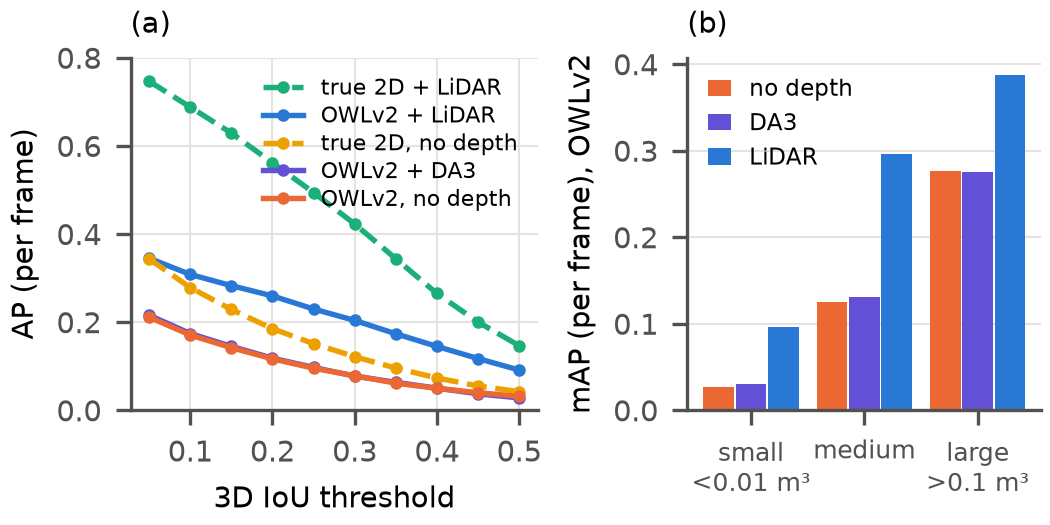 (a)
AP (per frame)
0.8
0.6
0.4
0.2
0.0
true 2D + LiDAR
OWLv2 + LiDAR
true 2D, no depth
OWLv2 + DA3
OWLv2, no depth
0.1 0.2 0.3 0.4 0.5
3D IoU threshold
(b)
mAP (per frame), OWLv2
0.4
0.3
0.2
0.1
0.0
no depth
DA3
LiDAR
small medium large
<0.01 m³ >0.1 m³